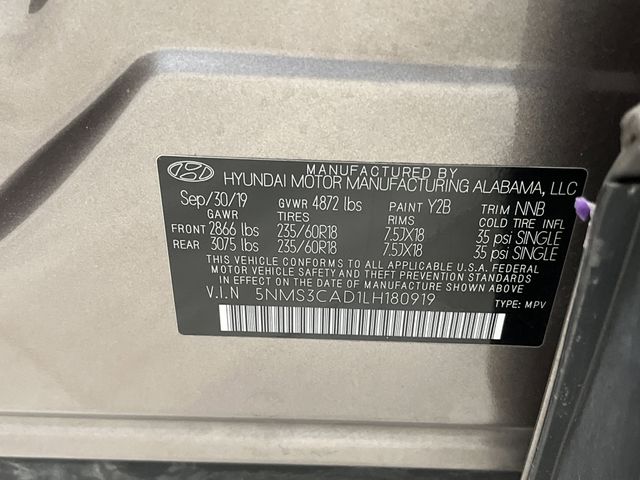 MANUFACTURED BY
HYUNDAI MOTOR MANUFACTURING ALABAMA, LLC
Sep/30/19 GVWR 4872 lbs PAINT Y2B TRIM NNB
GAWR TIRES RIMS COLD TIRE INFL
FRONT 2866 lbs 235/60R18 7.5JX18 35 psi SINGLE
REAR 3075 lbs 235/60R18 7.5JX18 35 psi SINGLE
THIS VEHICLE CONFORMS TO ALL APPLICABLE U.S.A. FEDERAL
MOTOR VEHICLE SAFETY AND THEFT PREVENTION STANDARDS
IN EFFECT ON THE DATE OF MANUFACTURE SHOWN ABOVE.
V.I.N 5NMS3CAD1LH180919 TYPE: MPV